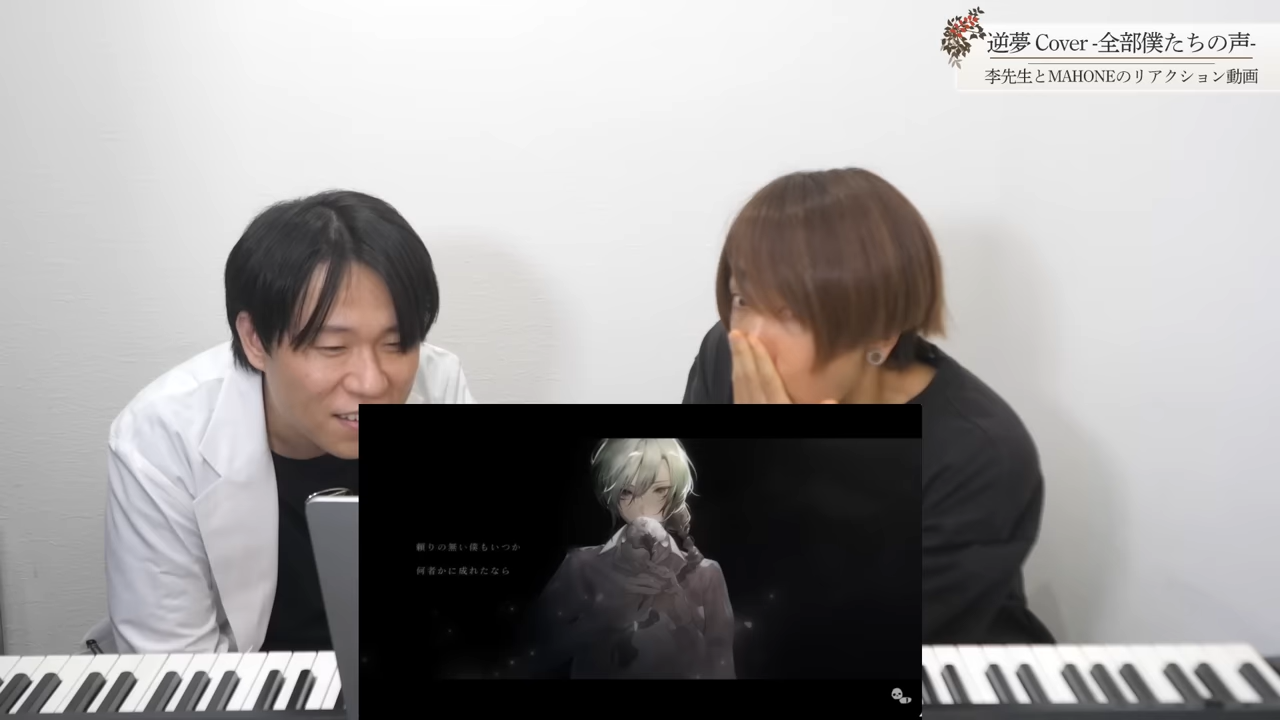 逆夢 Cover -全部僕たちの声-
李先生とMAHONEのリアクション動画
頼りの無い僕もいつか
何者かに成れたなら